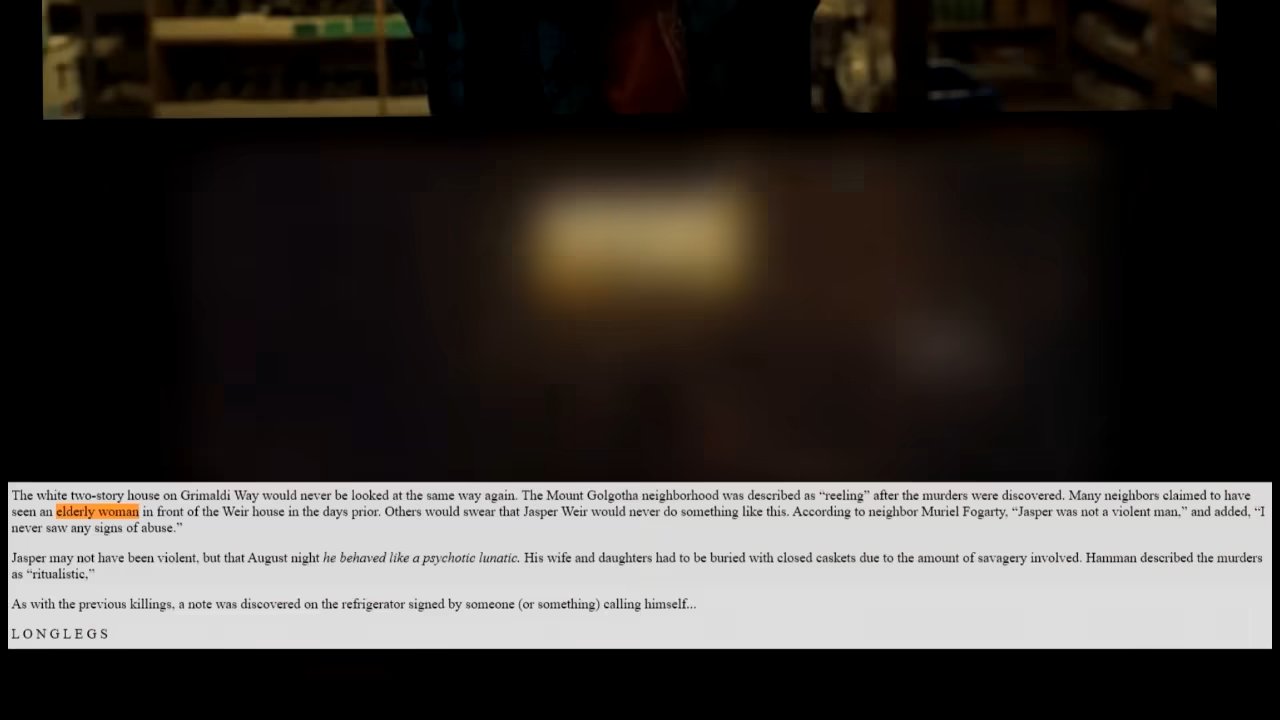 The white two-story house on Grimaldi Way would never be looked at the same way again. The Mount Golgotha neighborhood was described as “reeling” after the murders were discovered. Many neighbors claimed to have
seen an elderly woman in front of the Weir house in the days prior. Others would swear that Jasper Weir would never do something like this. According to neighbor Muriel Fogarty, “Jasper was not a violent man,” and added, “I
never saw any signs of abuse.”
Jasper may not have been violent, but that August night he behaved like a psychotic lunatic. His wife and daughters had to be buried with closed caskets due to the amount of savagery involved. Hamman described the murders
as “ritualistic,”
As with the previous killings, a note was discovered on the refrigerator signed by someone (or something) calling himself...
L O N G L E G S